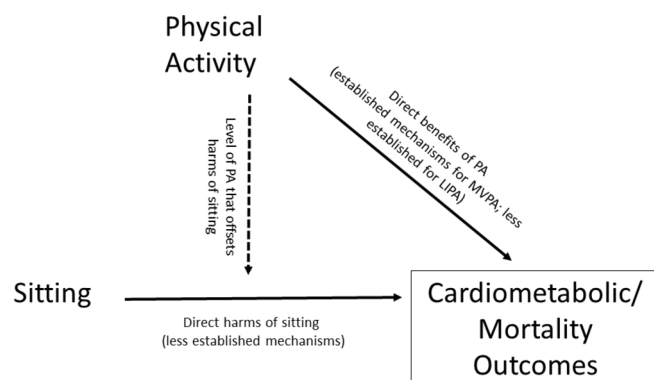 Physical
Activity
Level of PA that offsets
harms of sitting
Direct benefits of PA
(established mechanisms for MVPA; less
established for LIPA)
Sitting
Direct harms of sitting
(less established mechanisms)
Cardiometabolic/
Mortality
Outcomes